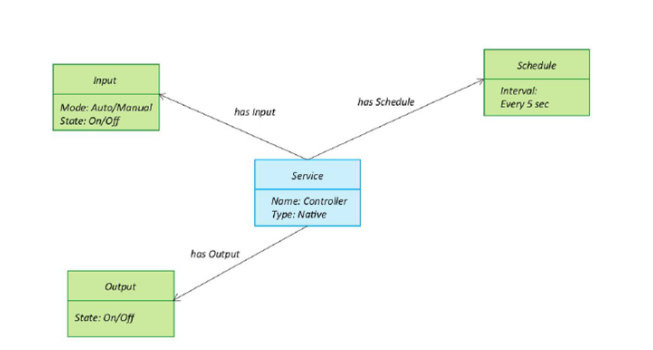 Input
Mode: Auto/Manual
State: On/Off
has Input
has Schedule
Schedule
Interval:
Every 5 sec
Service
Name: Controller
Type: Native
has Output
Output
State: On/Off